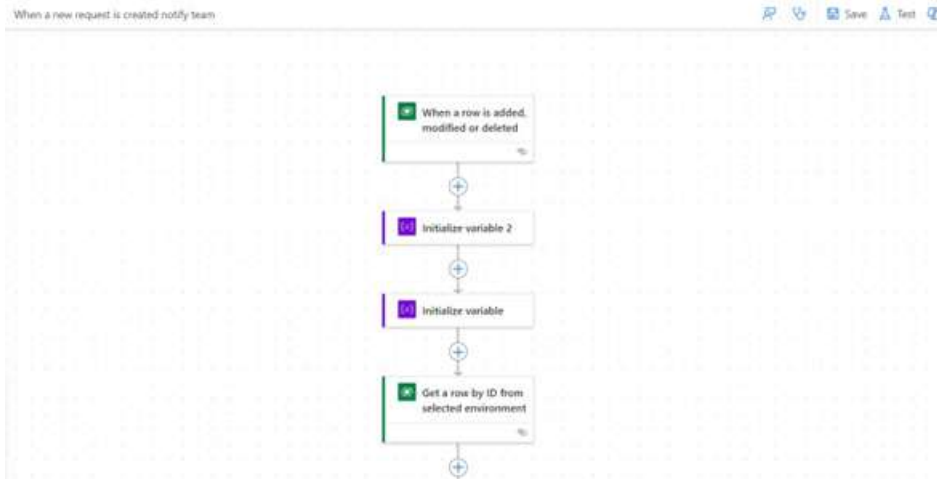 When a new request is created notify team
Save
Test
When a row is added,
modified or deleted
{x}
Initialize variable 2
{x}
Initialize variable
Get a row by ID from
selected environment